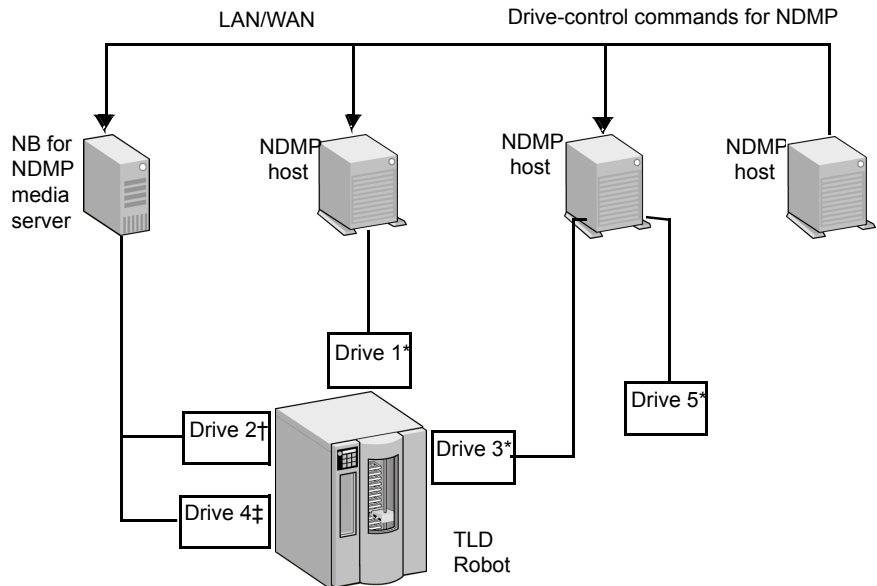 LAN/WAN
Drive-control commands for NDMP
NB for
NDMP
media
server
NDMP
host
NDMP
host
NDMP
host
Drive 1*
Drive 5*
Drive 2†
Drive 3*
Drive 4‡
TLD
Robot